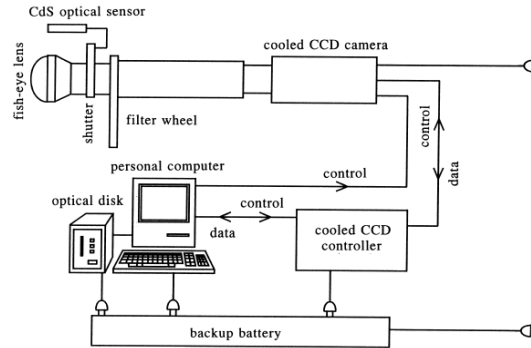 CdS optical sensor
fish-eye lens
shutter
filter wheel
cooled CCD camera
control
data
personal computer
control
optical disk
control
data
cooled CCD
controller
backup battery